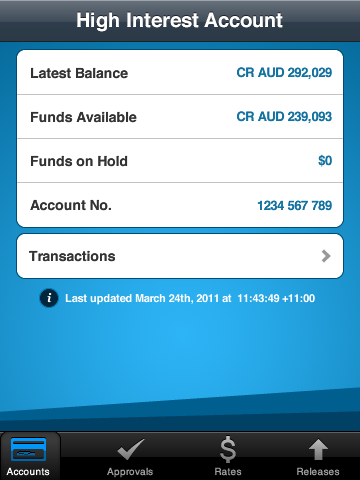 High Interest Account
Latest Balance CR AUD 292,029
Funds Available CR AUD 239,093
Funds on Hold $0
Account No. 1234 567 789
Transactions
i Last updated March 24th, 2011 at 11:43:49 +11:00
Accounts Approvals Rates Releases